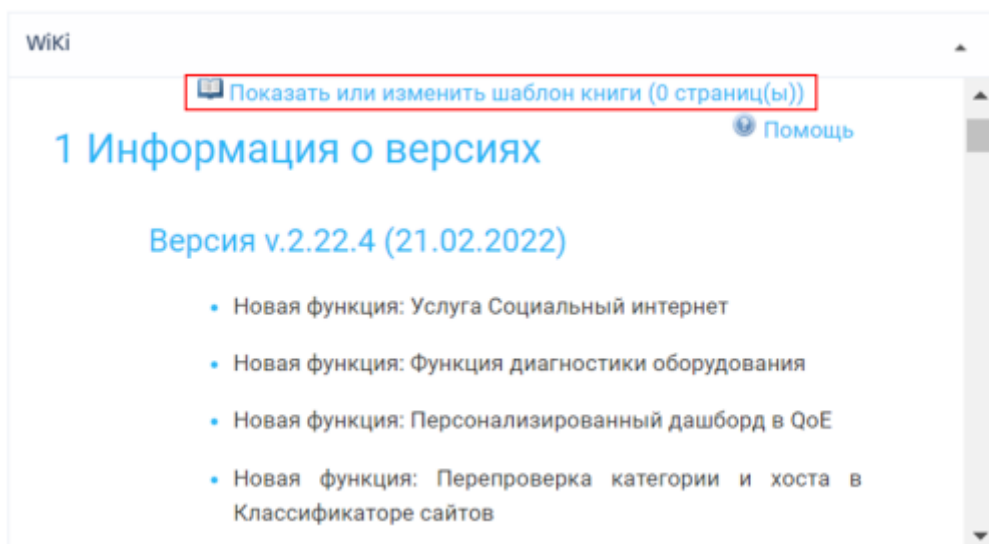 WiKi
Показать или изменить шаблон книги (0 страниц(ы))
Помощь
1 Информация о версиях
Версия v.2.22.4 (21.02.2022)
• Новая функция: Услуга Социальный интернет
• Новая функция: Функция диагностики оборудования
• Новая функция: Персонализированный дашборд в QoE
• Новая функция: Перепроверка категории и хоста в
Классификаторе сайтов